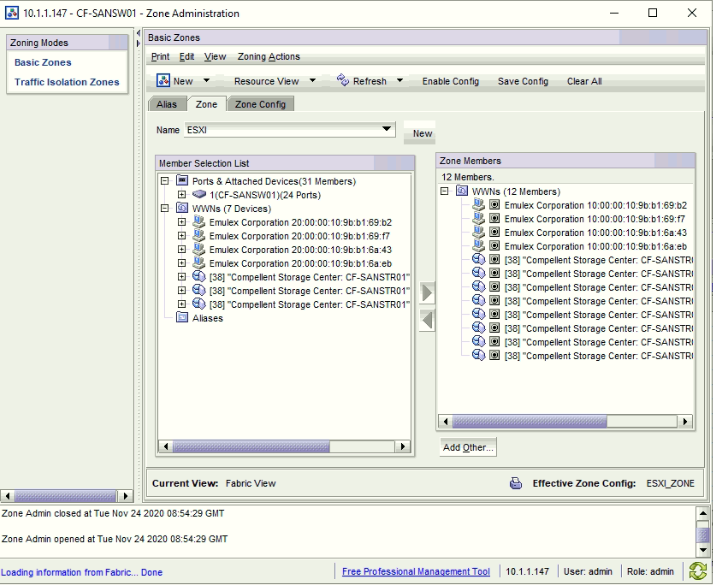 10.1.1.147 - CF-SANSW01 - Zone Administration
Zoning Modes
Basic Zones
Traffic Isolation Zones
Basic Zones
Print Edit View Zoning Actions
New Resource View Refresh Enable Config Save Config Clear All
Alias Zone Zone Config
Name ESXI New
Member Selection List
Ports & Attached Devices(31 Members)
1(CF-SANSW01)(24 Ports)
WWNs (7 Devices)
Emulex Corporation 20:00:00:10:9b:b1:69:b2
Emulex Corporation 20:00:00:10:9b:b1:69:f7
Emulex Corporation 20:00:00:10:9b:b1:6a:43
Emulex Corporation 20:00:00:10:9b:b1:6a:eb
[38] "Compellent Storage Center: CF-SANSTR01"
[38] "Compellent Storage Center: CF-SANSTR01"
[38] "Compellent Storage Center: CF-SANSTR01"
Aliases
Zone Members
12 Members.
WWNs (12 Members)
Emulex Corporation 10:00:00:10:9b:b1:69:b2
Emulex Corporation 10:00:00:10:9b:b1:69:f7
Emulex Corporation 10:00:00:10:9b:b1:6a:43
Emulex Corporation 10:00:00:10:9b:b1:6a:eb
[38] "Compellent Storage Center: CF-SANSTR
[38] "Compellent Storage Center: CF-SANSTR
[38] "Compellent Storage Center: CF-SANSTR
[38] "Compellent Storage Center: CF-SANSTR
[38] "Compellent Storage Center: CF-SANSTR
[38] "Compellent Storage Center: CF-SANSTR
[38] "Compellent Storage Center: CF-SANSTR
[38] "Compellent Storage Center: CF-SANSTR
Add Other...
Current View: Fabric View
Effective Zone Config: ESXI_ZONE
Zone Admin closed at Tue Nov 24 2020 08:54:29 GMT
Zone Admin opened at Tue Nov 24 2020 08:54:29 GMT
Loading information from Fabric... Done
Free Professional Management Tool 10.1.1.147 User: admin Role: admin